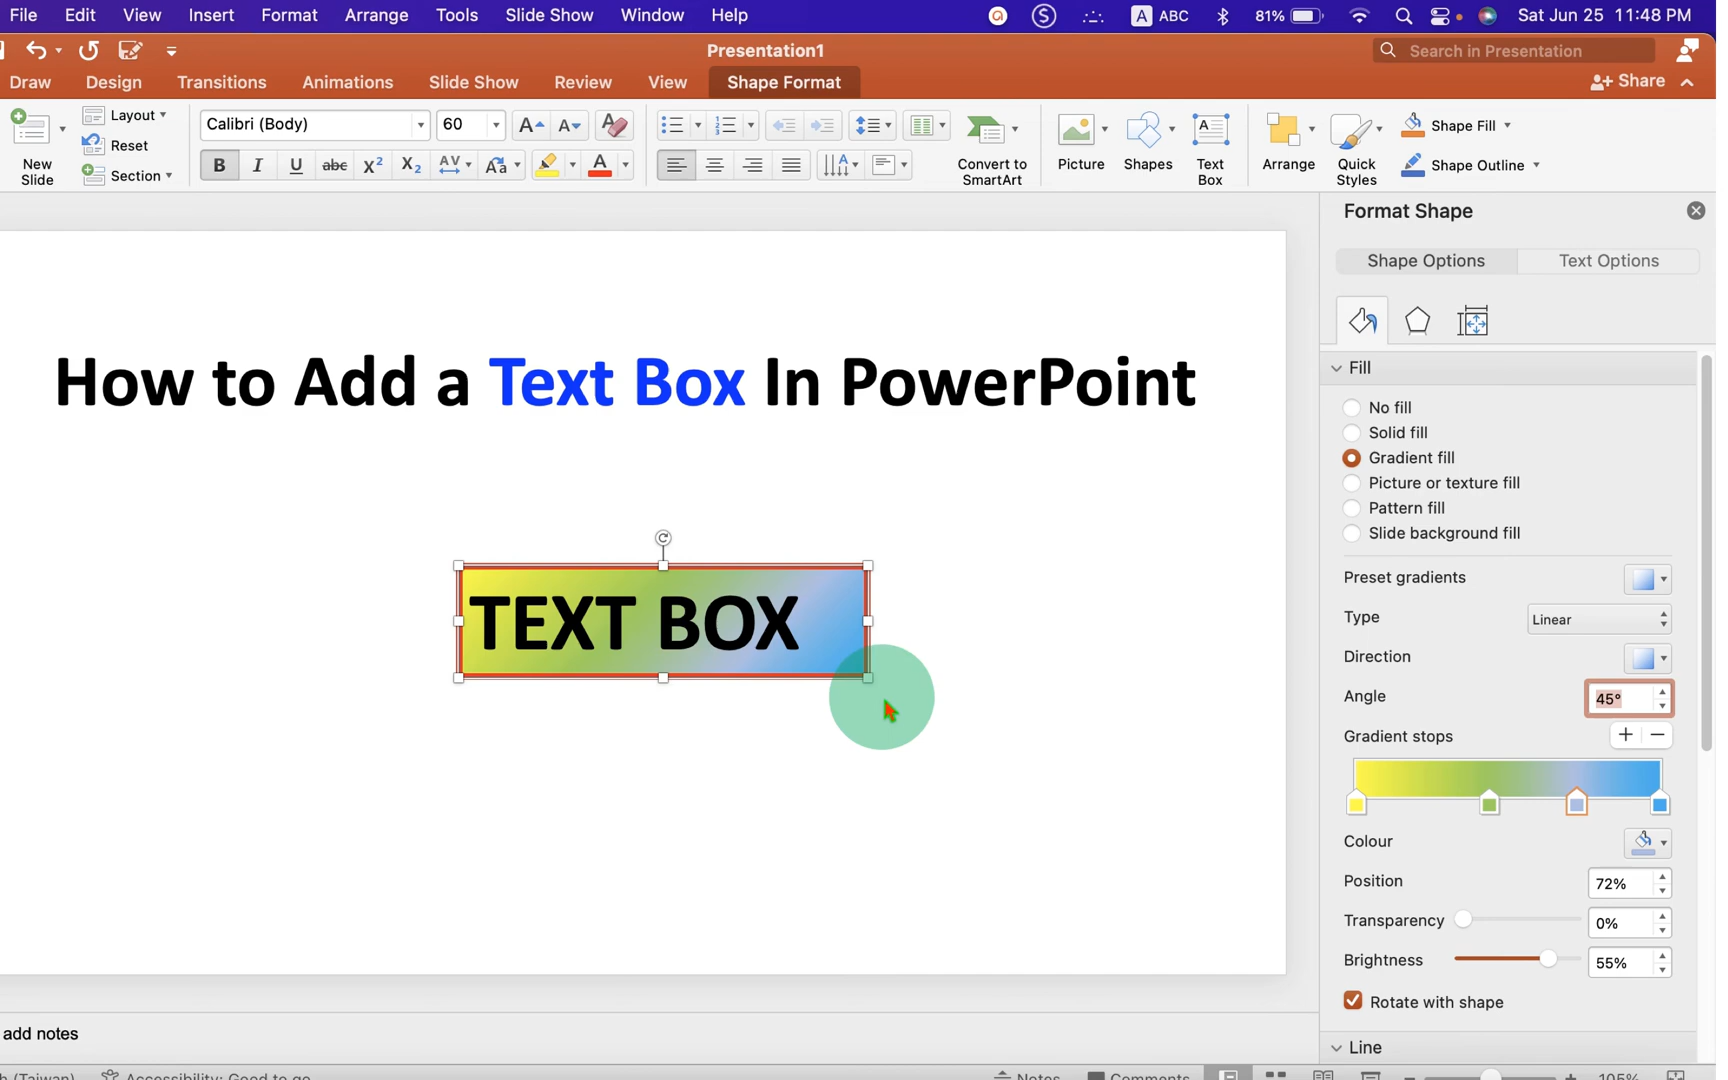 File Edit View Insert Format Arrange Tools Slide Show Window Help A ABC 81% Sat Jun 25 11:48 PM
Presentation1 Search in Presentation
Draw Design Transitions Animations Slide Show Review View Shape Format Share
New Slide
Layout
Reset
Section
Calibri (Body) 60
B I U abc X² X₂ AV Aa A
Convert to SmartArt
Picture
Shapes
Text Box
Arrange
Quick Styles
Shape Fill
Shape Outline
How to Add a Text Box In PowerPoint
TEXT BOX
add notes
Format Shape
Shape Options Text Options
Fill
No fill
Solid fill
Gradient fill
Picture or texture fill
Pattern fill
Slide background fill
Preset gradients
Type Linear
Direction
Angle 45°
Gradient stops
Colour
Position 72%
Transparency 0%
Brightness 55%
Rotate with shape
Line
h (Taiwan) Accessibility: Good to go Notes Comments 105%